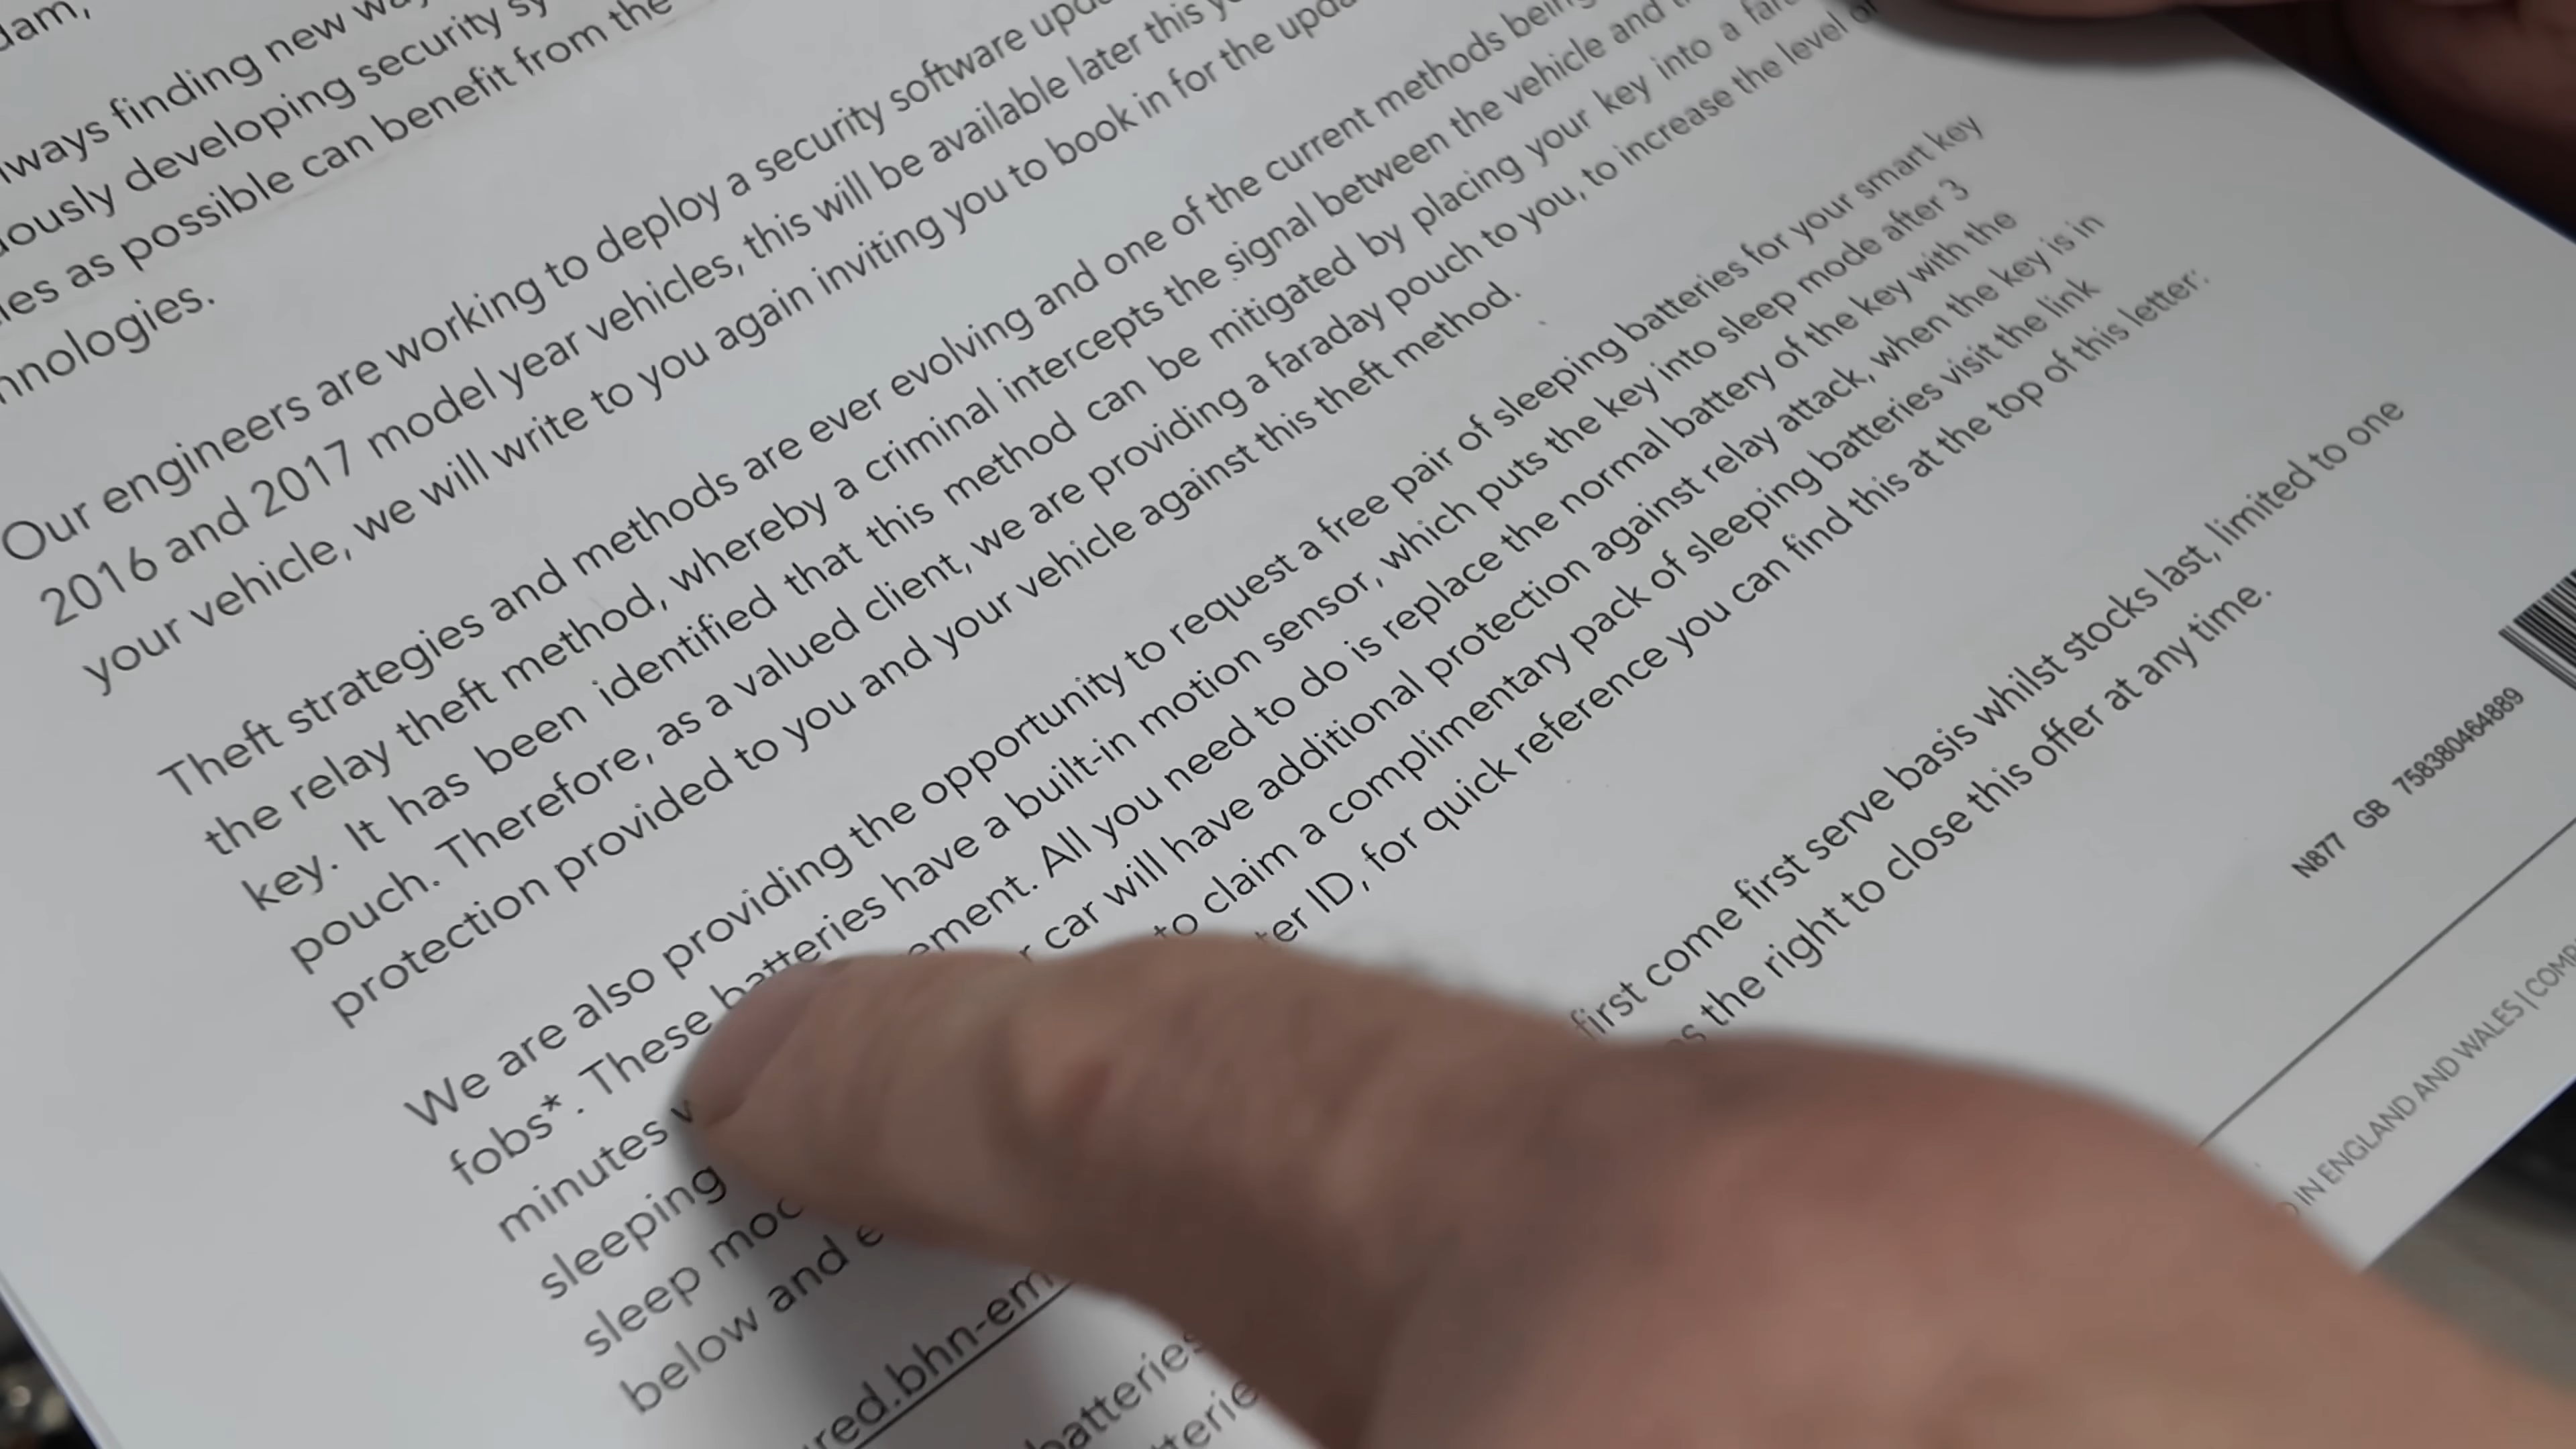 lways finding new
ously developing security
les as possible can benefit from the
nnologies.
Our engineers are working to deploy a security software
2016 and 2017 model year vehicles, this will be available later this
your vehicle, we will write to you again inviting you to book in for the
Theft strategies and methods are ever evolving and one of the current methods being
the relay theft method, whereby a criminal intercepts the signal between the vehicle and
key. It has been identified that this method can be mitigated by placing your key into a
pouch. Therefore, as a valued client, we are providing a faraday pouch to you, to increase the level of
protection provided to you and your vehicle against this theft method.
We are also providing the opportunity to request a free pair of sleeping batteries for your smart key
fobs*. These batteries have a built-in motion sensor, which puts the key into sleep mode after 3
minutes ement. All you need to do is replace the normal battery of the key with the
sleeping r car will have additional protection against relay attack, when the key is in
sleep mod to claim a complimentary pack of sleeping batteries visit the link
below and e ter ID, for quick reference you can find this at the top of this letter:
red.bhn-em
batteries first come first serve basis whilst stocks last, limited to one
tterie s the right to close this offer at any time.
N877 GB 758380464889
IN ENGLAND AND WALES | COMP